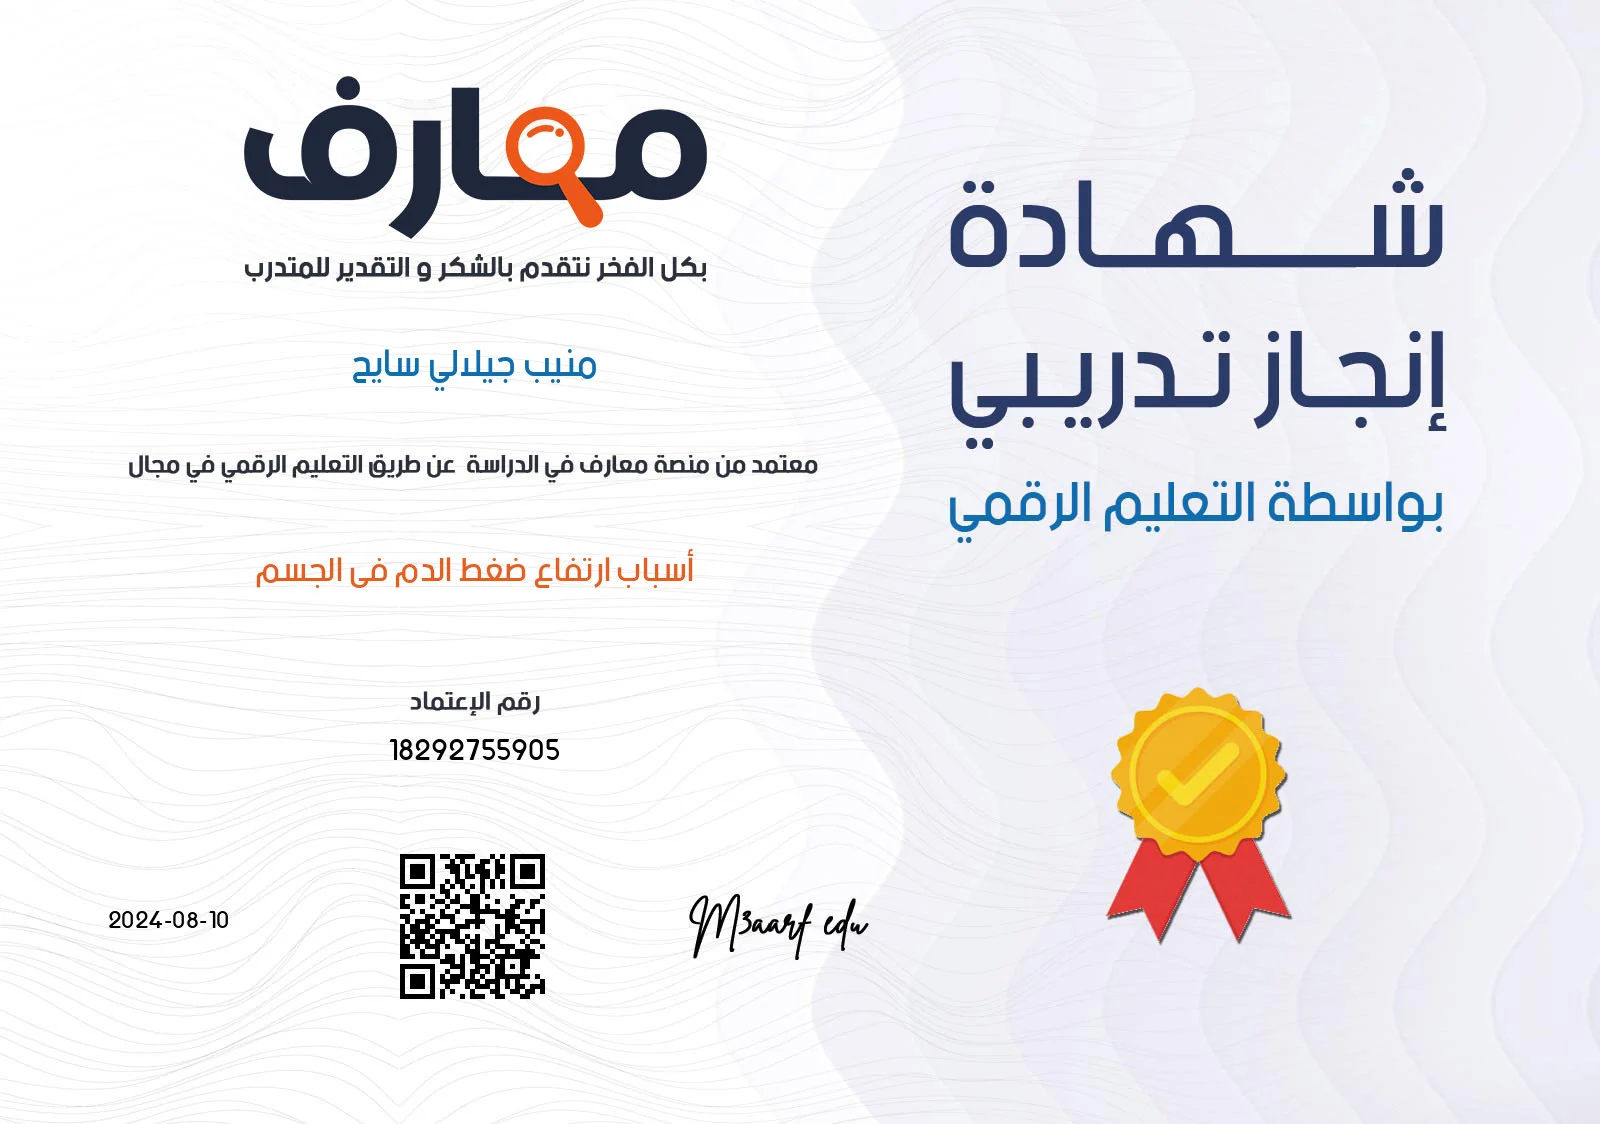 شهادة
إنجاز تدريبي
بواسطة التعليم الرقمي
معارف
بكل الفخر نتقدم بالشكر و التقدير للمتدرب
منيب جيلالي سايح
معتمد من منصة معارف في الدراسة عن طريق التعليم الرقمي في مجال
أسباب ارتفاع ضغط الدم فى الجسم
رقم الإعتماد
18292755905
M3aarf edu
2024-08-10